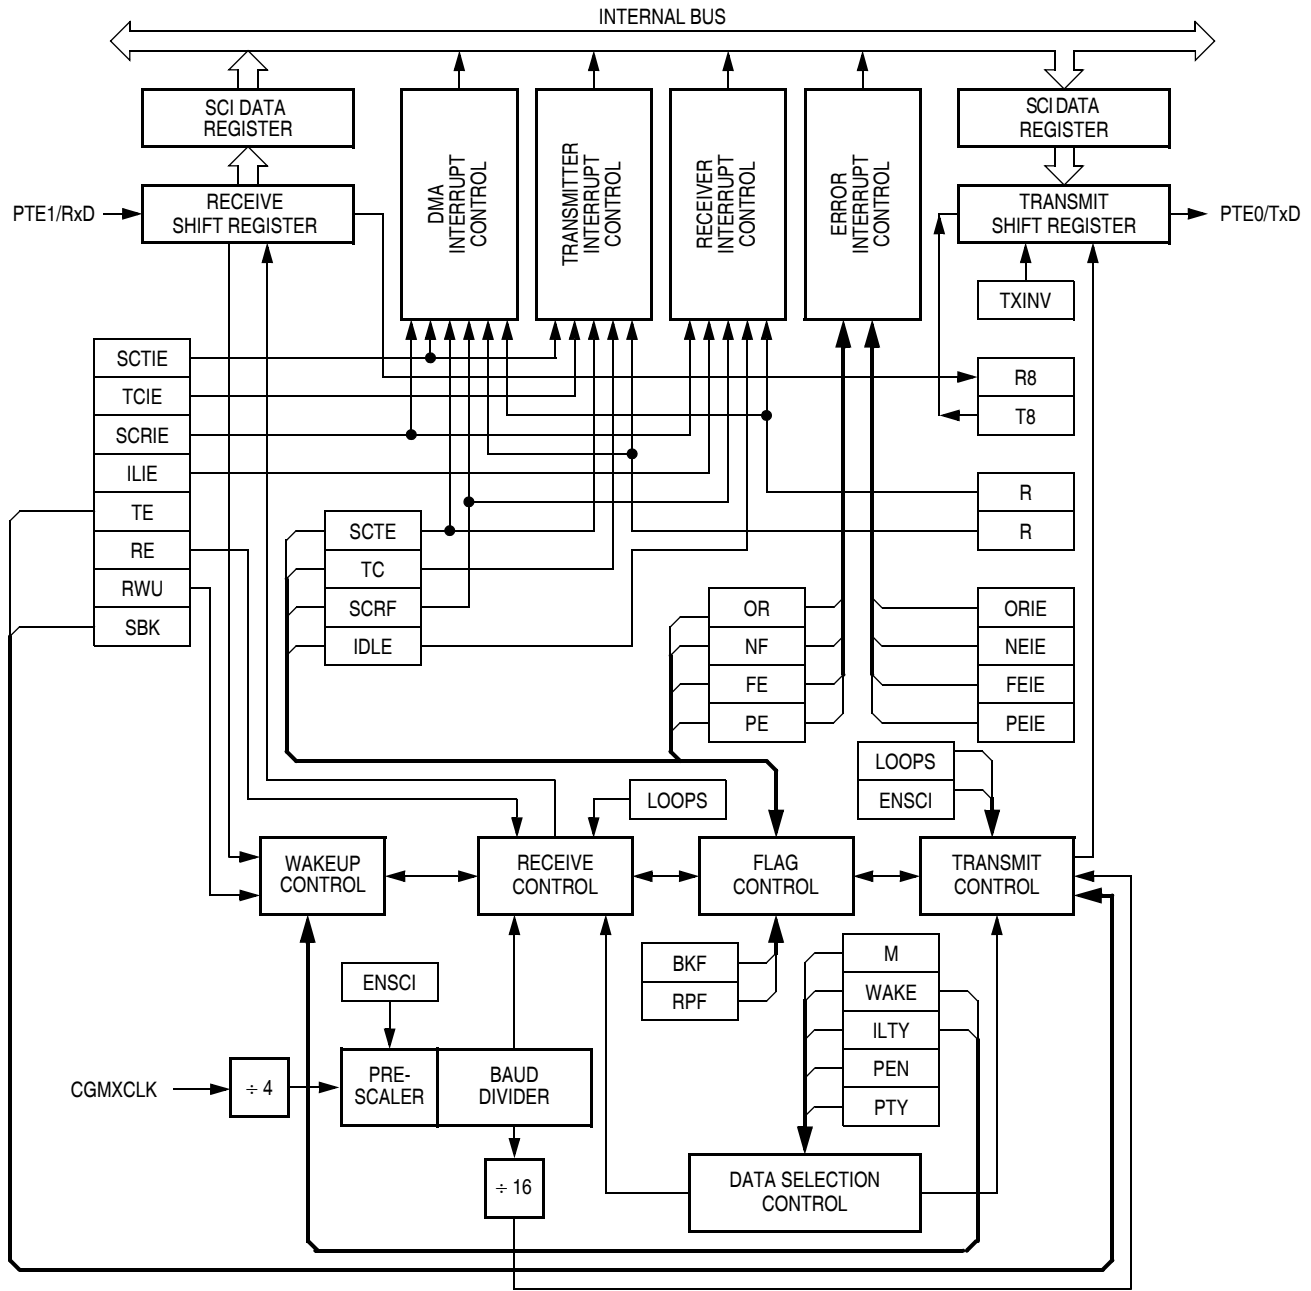 INTERNAL BUS
SCI DATA
REGISTER
RECEIVE
SHIFT REGISTER
PTE1/RxD
DMA
INTERRUPT
CONTROL
TRANSMITTER
INTERRUPT
CONTROL
RECEIVER
INTERRUPT
CONTROL
ERROR
INTERRUPT
CONTROL
SCI DATA
REGISTER
TRANSMIT
SHIFT REGISTER
PTE0/TxD
TXINV
SCTIE
TCIE
SCRIE
ILIE
TE
RE
RWU
SBK
R8
T8
R
R
SCTE
TC
SCRF
IDLE
OR
NF
FE
PE
ORIE
NEIE
FEIE
PEIE
LOOPS
ENSCI
LOOPS
WAKEUP
CONTROL
RECEIVE
CONTROL
FLAG
CONTROL
TRANSMIT
CONTROL
BKF
RPF
M
WAKE
ILTY
PEN
PTY
ENSCI
CGMXCLK
÷ 4
PRE-
SCALER
BAUD
DIVIDER
÷ 16
DATA SELECTION
CONTROL